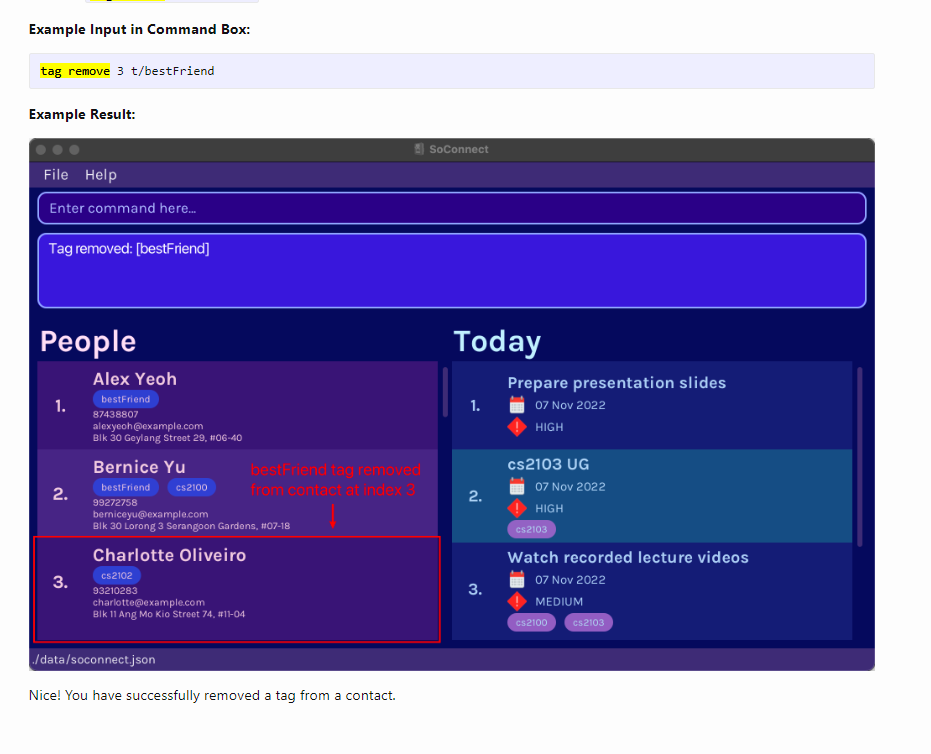 Example Input in Command Box:
tag remove 3 t/bestFriend
Example Result:
SoConnect
File Help
Enter command here...
Tag removed: [bestFriend]
People
1.
Alex Yeoh
bestFriend
87438807
alexyeoh@example.com
Blk 30 Geylang Street 29, #06-40
2.
Bernice Yu
bestFriend cs2100
99272758
berniceyu@example.com
Blk 30 Lorong 3 Serangoon Gardens, #07-18
bestFriend tag removed
from contact at index 3
3.
Charlotte Oliveiro
cs2102
93210283
charlotte@example.com
Blk 11 Ang Mo Kio Street 74, #11-04
Today
1.
Prepare presentation slides
07 Nov 2022
HIGH
2.
cs2103 UG
07 Nov 2022
HIGH
cs2103
3.
Watch recorded lecture videos
07 Nov 2022
MEDIUM
cs2100 cs2103
./data/soconnect.json
Nice! You have successfully removed a tag from a contact.